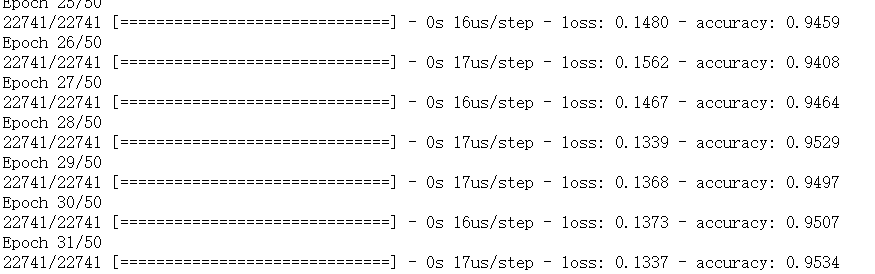 Epoch 25/50
22741/22741 [==============================] - 0s 16us/step - loss: 0.1480 - accuracy: 0.9459
Epoch 26/50
22741/22741 [==============================] - 0s 17us/step - loss: 0.1562 - accuracy: 0.9408
Epoch 27/50
22741/22741 [==============================] - 0s 16us/step - loss: 0.1467 - accuracy: 0.9464
Epoch 28/50
22741/22741 [==============================] - 0s 17us/step - loss: 0.1339 - accuracy: 0.9529
Epoch 29/50
22741/22741 [==============================] - 0s 17us/step - loss: 0.1368 - accuracy: 0.9497
Epoch 30/50
22741/22741 [==============================] - 0s 16us/step - loss: 0.1373 - accuracy: 0.9507
Epoch 31/50
22741/22741 [==============================] - 0s 17us/step - loss: 0.1337 - accuracy: 0.9534